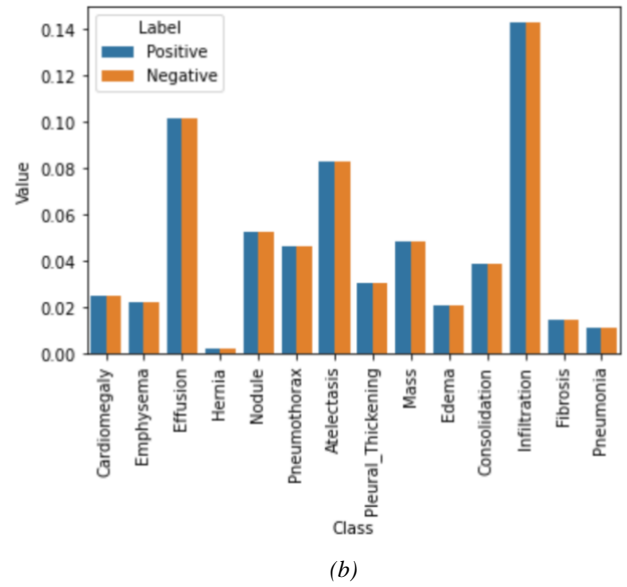 Label
Positive
Negative
Value
0.14
0.12
0.10
0.08
0.06
0.04
0.02
0.00
Cardiomegaly
Emphysema
Effusion
Hernia
Nodule
Pneumothorax
Atelectasis
Pleural_Thickening
Mass
Edema
Consolidation
Infiltration
Fibrosis
Pneumonia
Class
(b)